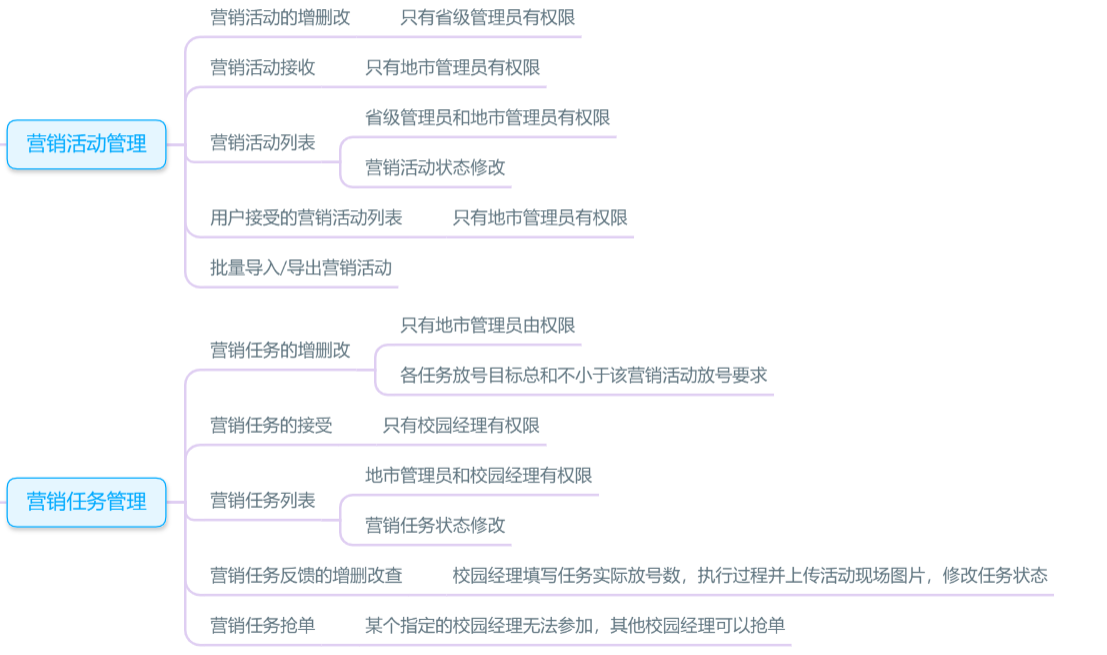 营销活动的增删改 只有省级管理员有权限
营销活动接收 只有地市管理员有权限
省级管理员和地市管理员有权限
营销活动管理
营销活动列表
营销活动状态修改
用户接受的营销活动列表 只有地市管理员有权限
批量导入/导出营销活动
只有地市管理员由权限
营销任务的增删改
各任务放号目标总和不小于该营销活动放号要求
营销任务的接受 只有校园经理有权限
地市管理员和校园经理有权限
营销任务管理
营销任务列表
营销任务状态修改
营销任务反馈的增删改查 校园经理填写任务实际放号数，执行过程并上传活动现场图片，修改任务状态
营销任务抢单 某个指定的校园经理无法参加，其他校园经理可以抢单